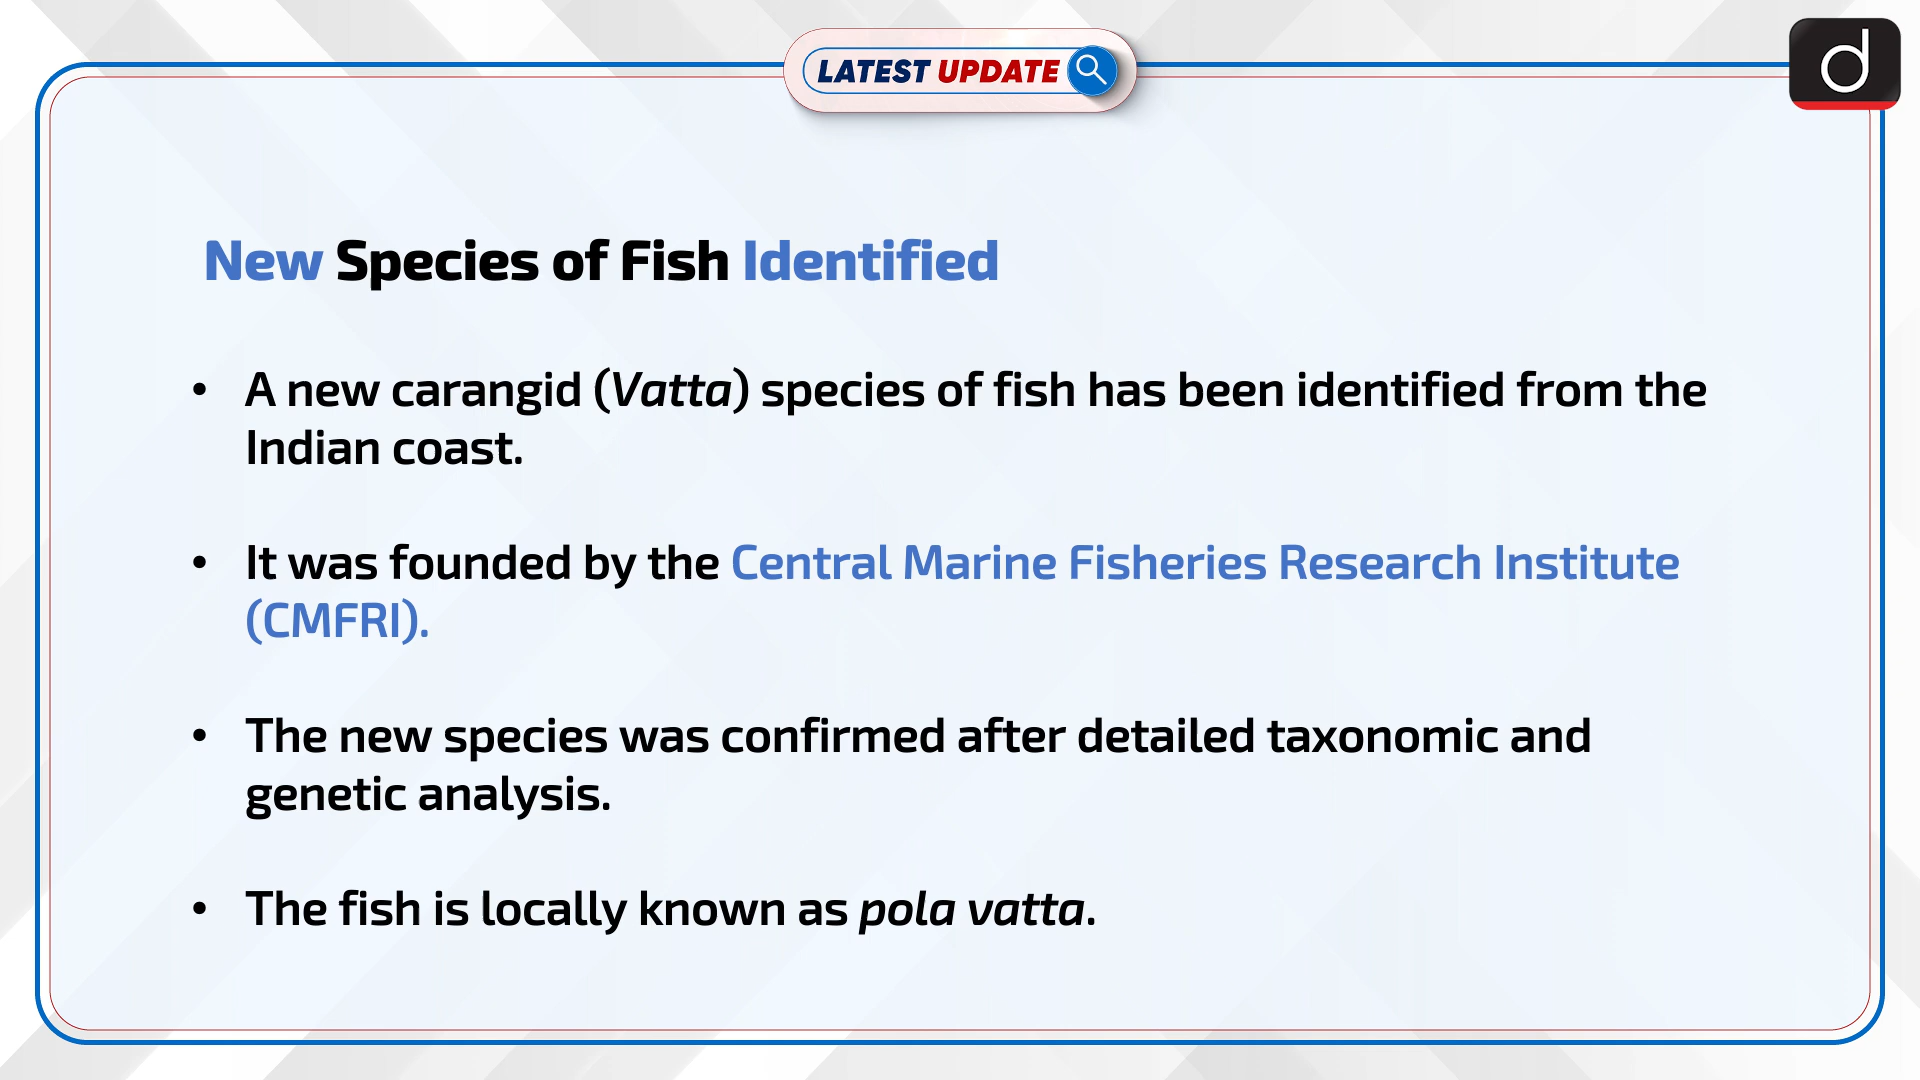 LATEST UPDATE
d
New Species of Fish Identified
• A new carangid (Vatta) species of fish has been identified from the
Indian coast.
• It was founded by the Central Marine Fisheries Research Institute
(CMFRI).
• The new species was confirmed after detailed taxonomic and
genetic analysis.
• The fish is locally known as pola vatta.